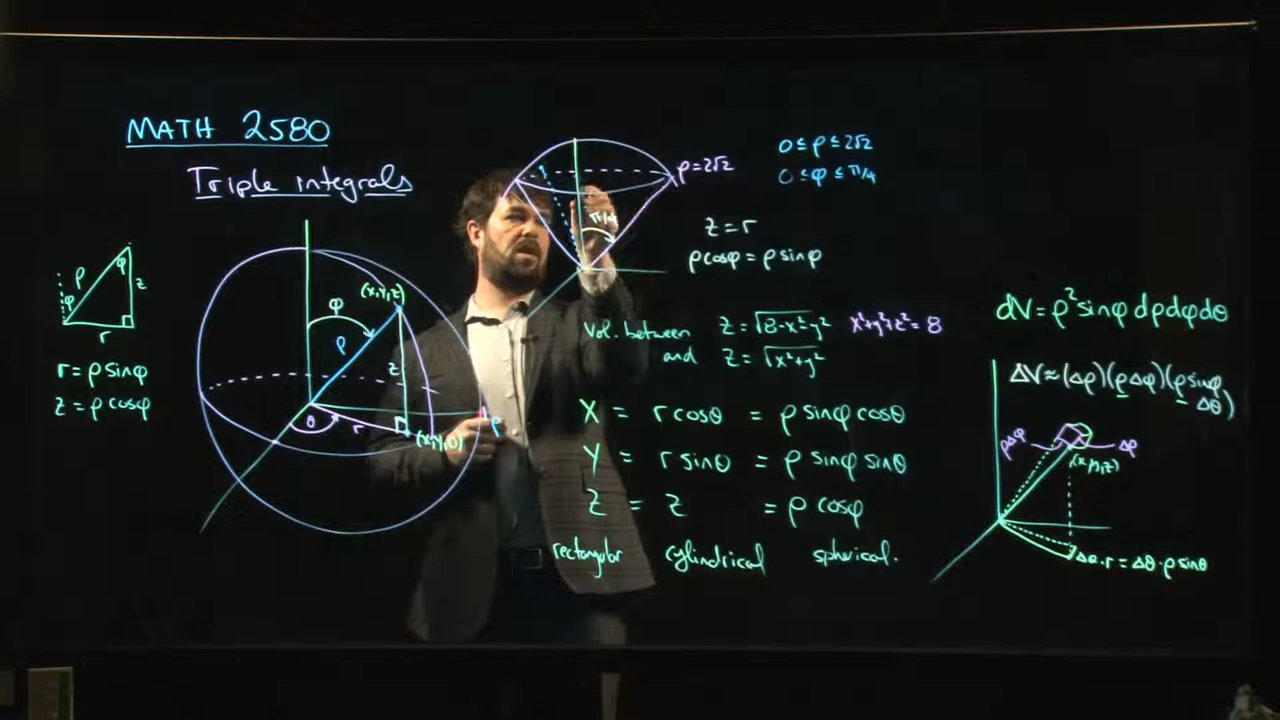 MATH 2580
Triple integrals
ρ
φ
φ
z
r
r = ρ sinφ
z = ρ cosφ
φ
(x,y,z)
ρ
z
θ
r
(x,y,0)
ρ
ρ=2√2
π/4
0 ≤ ρ ≤ 2√2
0 ≤ φ ≤ π/4
z = r
ρcosφ = ρ sinφ
Vol. between z = √8-x²-y² x²+y²+z² = 8
and z = √x²+y²
X = r cosθ = ρ sinφ cosθ
Y = r sinθ = ρ sinφ sinθ
Z = Z = ρ cosφ
rectangular cylindrical spherical.
dV = ρ² sinφ dρdφdθ
ΔV ≈ (Δρ)(ρΔφ)(ρ sinφ Δθ)
ρΔφ
Δρ
(x,y,z)
Δθ·r = Δθ·ρ sinθ